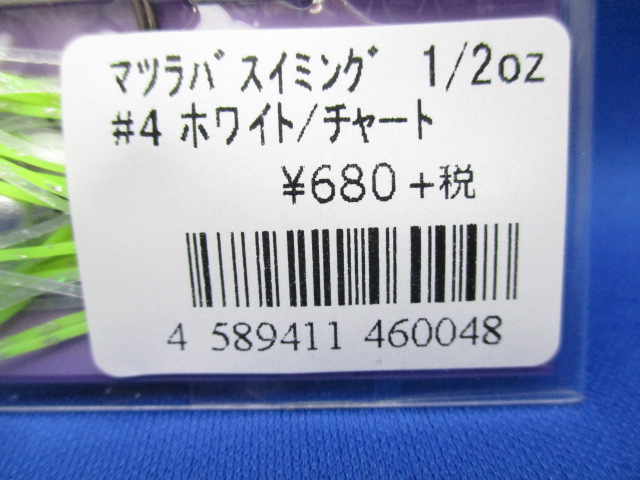 マツラバスイミング 1/2oz
#4 ホワイト/チャート
¥680+税
4 589411 460048